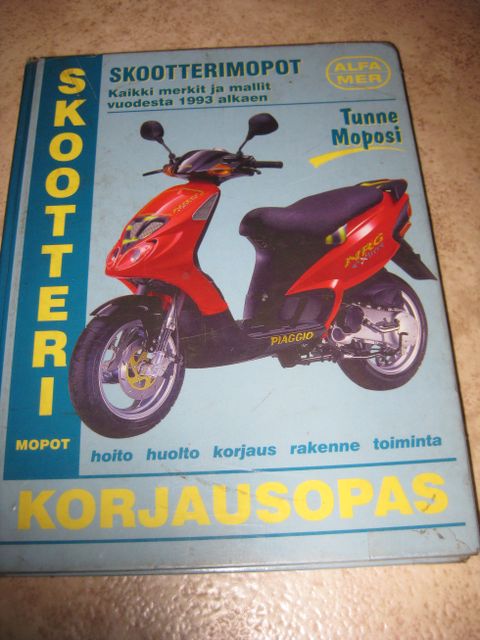 SKOOTTERI
MOPOT
SKOOTTERIMOPOT
Kaikki merkit ja mallit
vuodesta 1993 alkaen
ALFA
MER
Tunne
Moposi
NRG
PIAGGIO
hoito huolto korjaus rakenne toiminta
KORJAUSOPAS